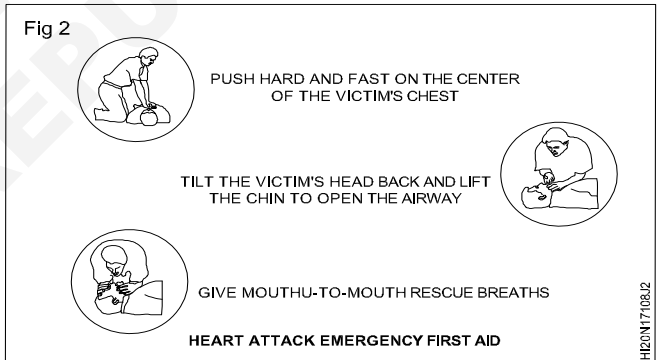 Fig 2
PUSH HARD AND FAST ON THE CENTER
OF THE VICTIM'S CHEST
TILT THE VICTIM'S HEAD BACK AND LIFT
THE CHIN TO OPEN THE AIRWAY
GIVE MOUTHU-TO-MOUTH RESCUE BREATHS
HEART ATTACK EMERGENCY FIRST AID
HI20N17108J2